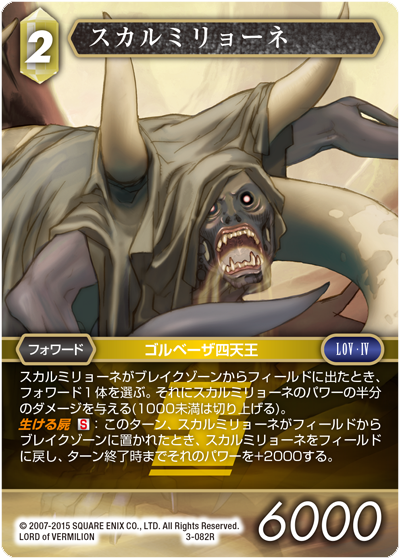 2
スカルミリョーネ
フォワード
ゴルベーザ四天王
LOV・IV
スカルミリョーネがブレイクゾーンからフィールドに出たとき、
フォワード1体を選ぶ。それにスカルミリョーネのパワーの半分
のダメージを与える(1000未満は切り上げる)。
生ける屍 S：このターン、スカルミリョーネがフィールドから
ブレイクゾーンに置かれたとき、スカルミリョーネをフィールド
に戻し、ターン終了時までそれのパワーを+2000する。
© 2007-2015 SQUARE ENIX CO., LTD. All Rights Reserved.
LORD of VERMILION
3-082R
6000